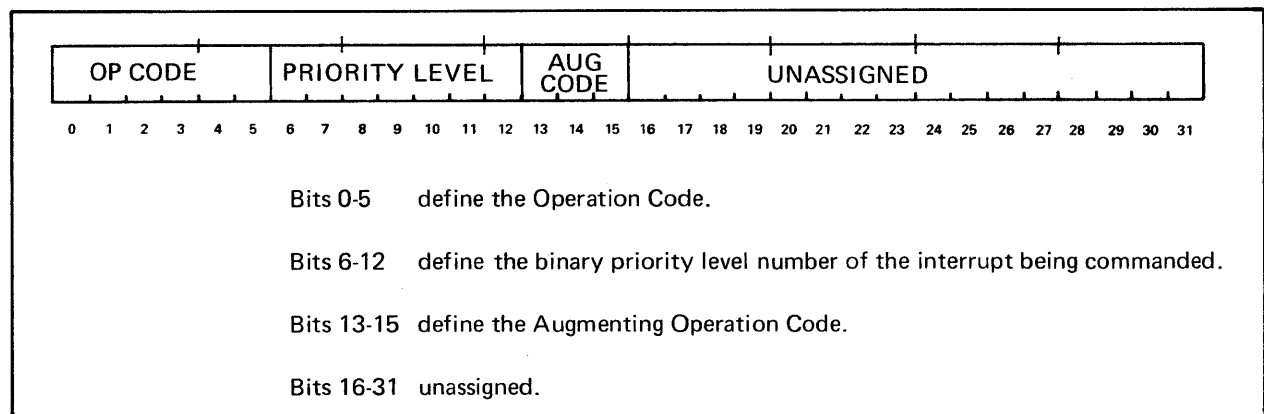 OP CODE PRIORITY LEVEL AUG CODE UNASSIGNED
0 1 2 3 4 5 6 7 8 9 10 11 12 13 14 15 16 17 18 19 20 21 22 23 24 25 26 27 28 29 30 31
Bits 0-5 define the Operation Code.
Bits 6-12 define the binary priority level number of the interrupt being commanded.
Bits 13-15 define the Augmenting Operation Code.
Bits 16-31 unassigned.